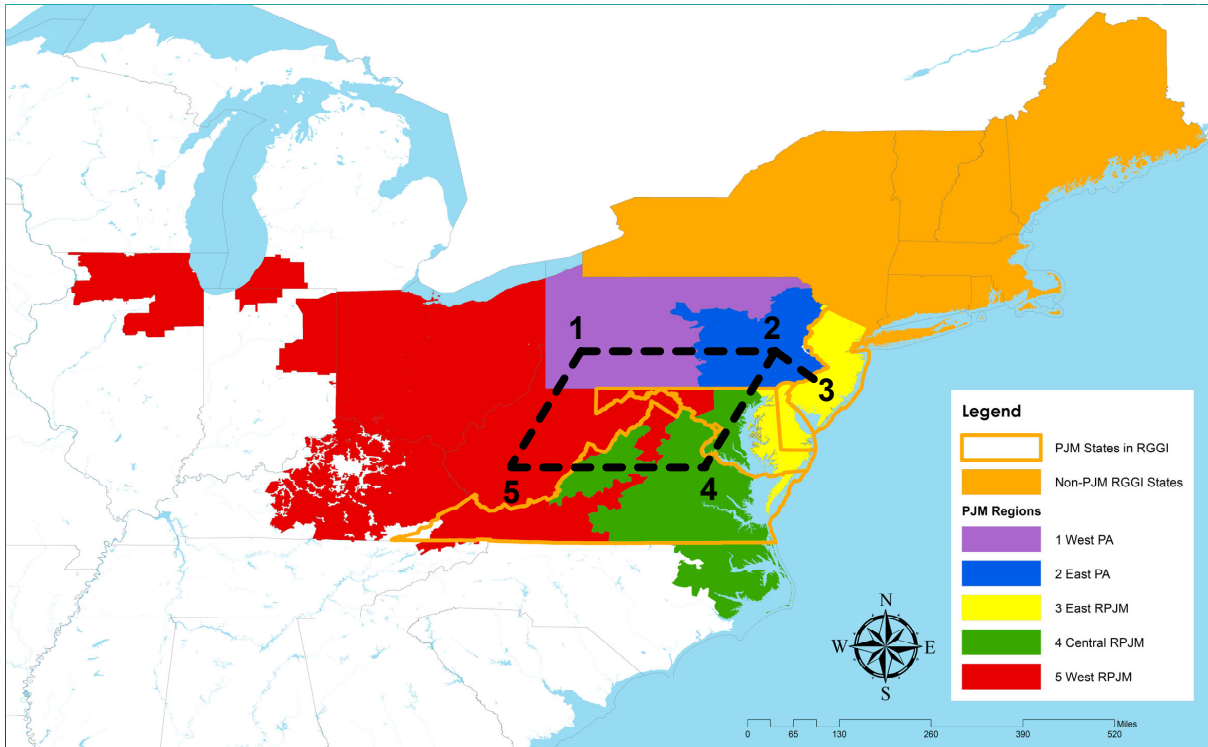 1
2
3
5
4
Legend
PJM States in RGGI
Non-PJM RGGI States
PJM Regions
1 West PA
2 East PA
3 East RPJM
4 Central RPJM
5 West RPJM
N
W
E
S
Miles
0 65 130 260 390 520